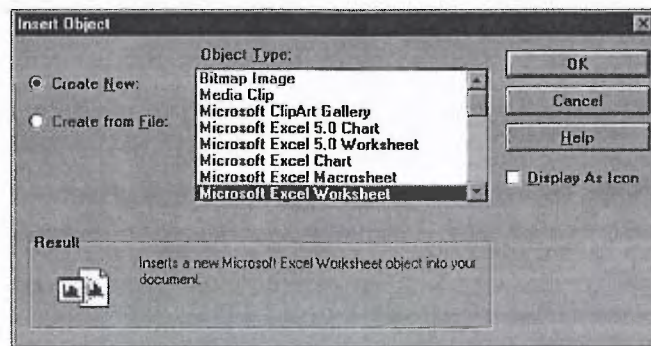 Insert Object
Object Type:
Create New:
Create from File:
Bitmap Image
Media Clip
Microsoft ClipArt Gallery
Microsoft Excel 5.0 Chart
Microsoft Excel 5.0 Worksheet
Microsoft Excel Chart
Microsoft Excel Macrosheet
Microsoft Excel Worksheet
OK
Cancel
Help
Display As Icon
Result
Inserts a new Microsoft Excel Worksheet object into your
document.